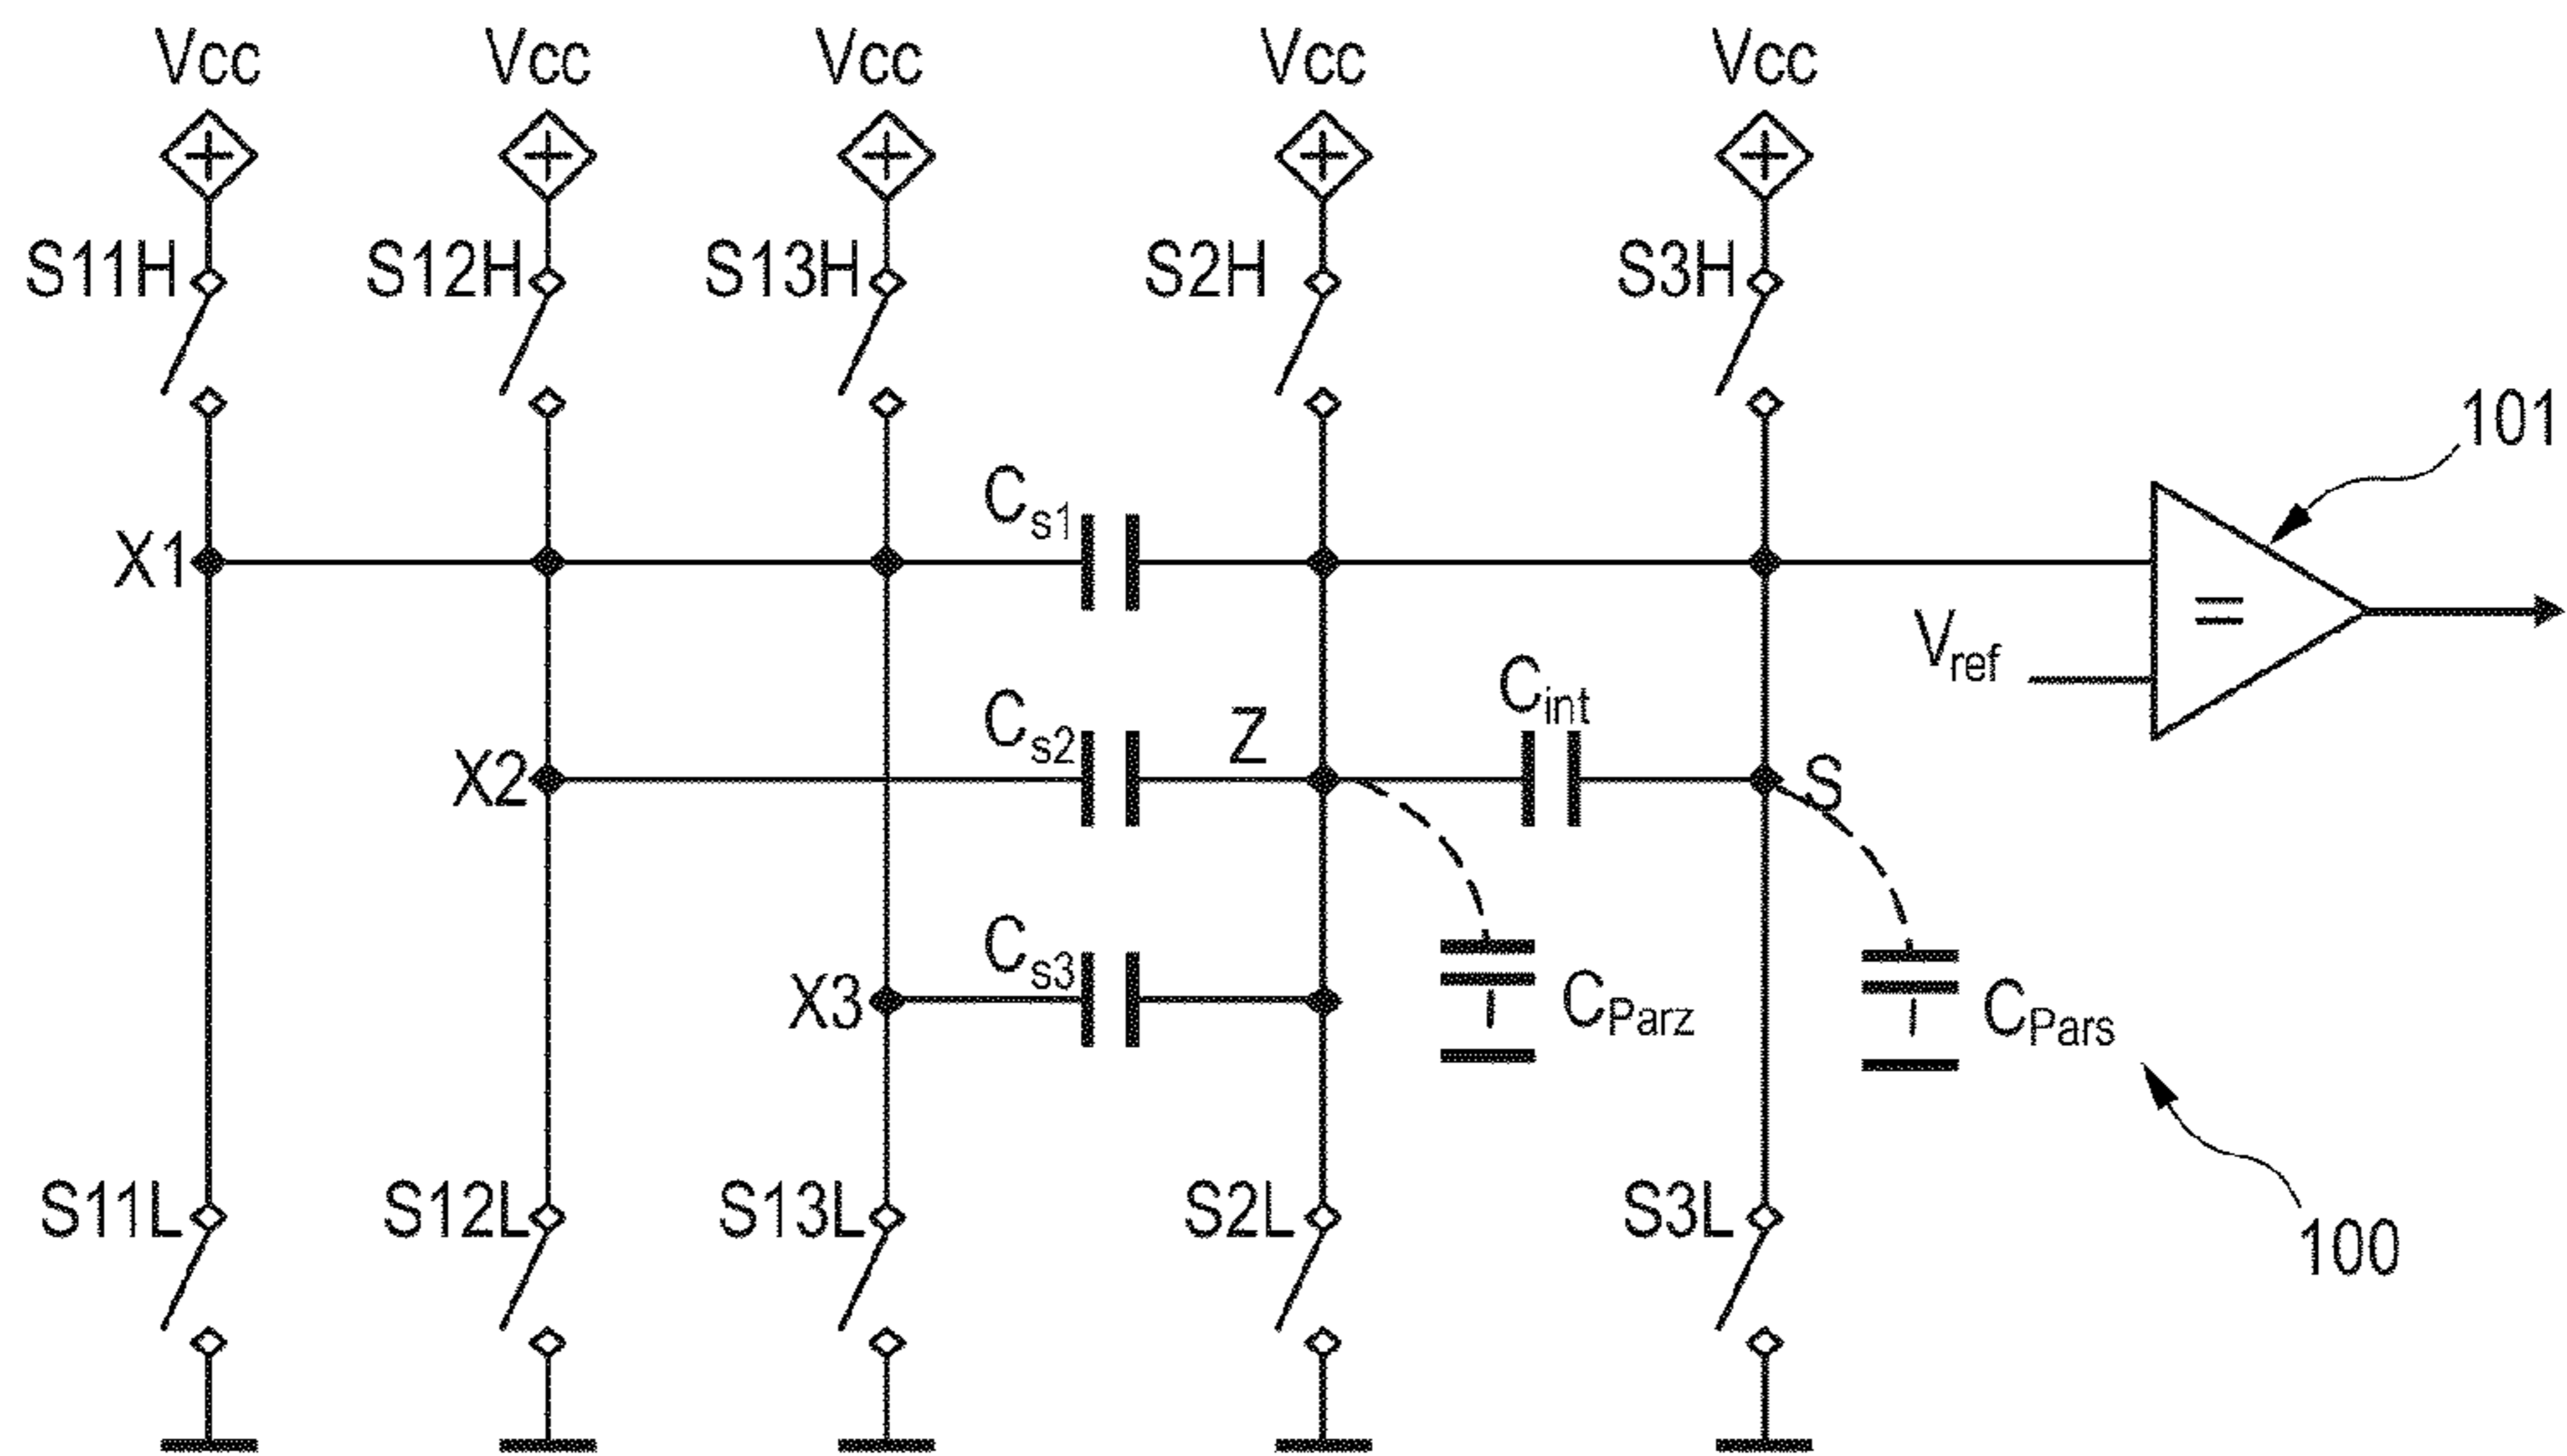 Vcc Vcc Vcc Vcc Vcc
S11H S12H S13H S2H S3H
101
Cs1
X1
=
Vref
Cint
Cs2
Z
X2
S
Cs3
X3
CParz
CPars
S11L S12L S13L S2L S3L
100